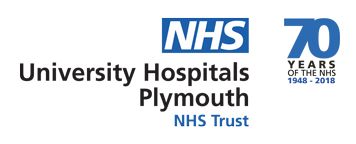 NHS
University Hospitals
Plymouth
NHS Trust
70
YEARS
OF THE NHS
1948 - 2018